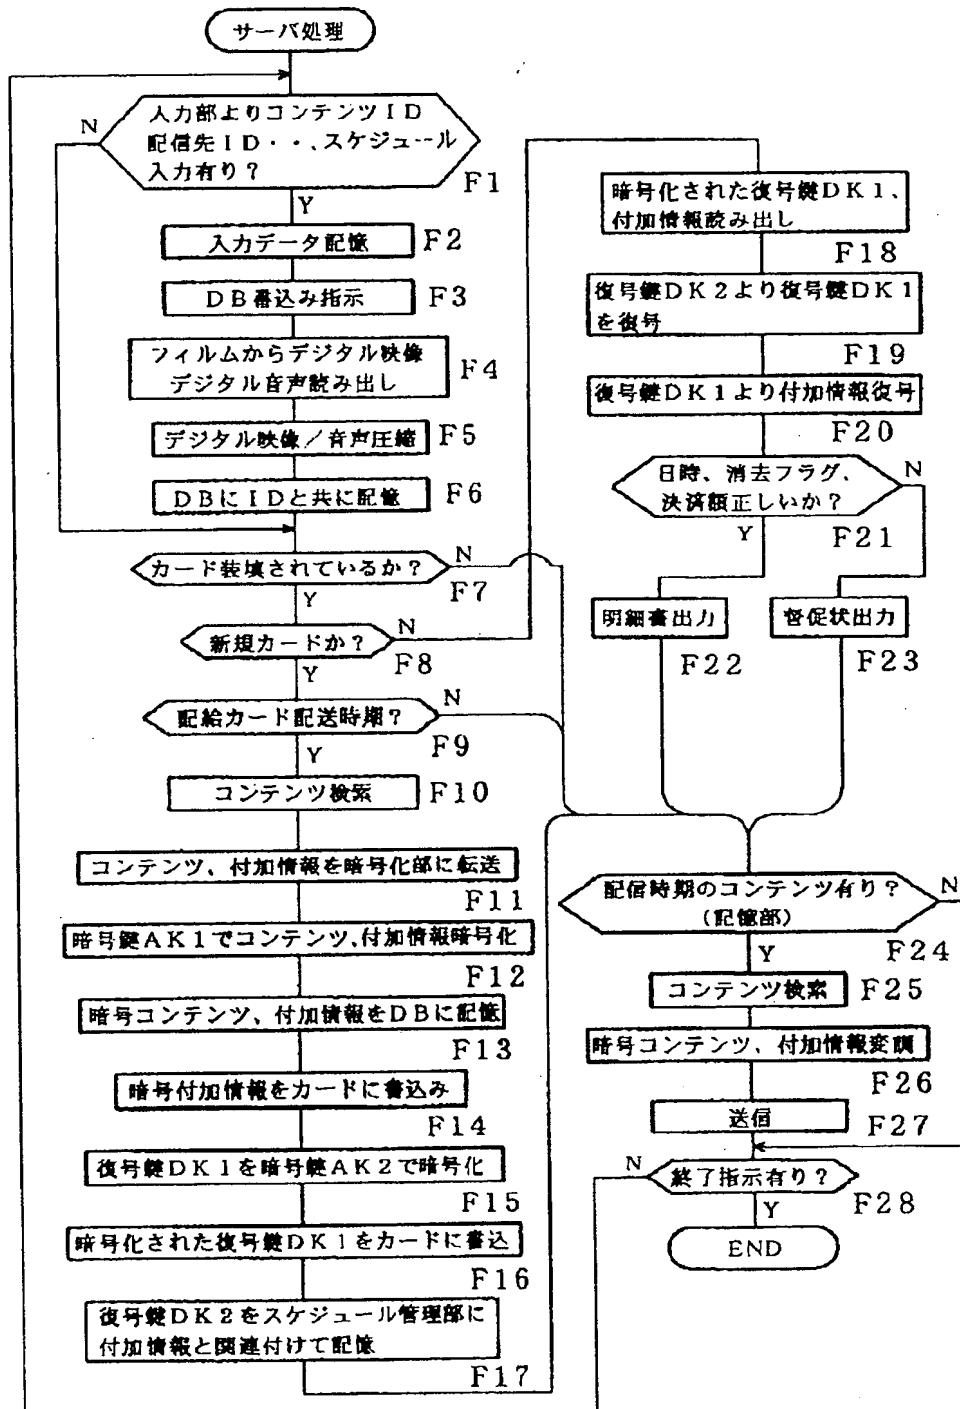 サーバ処理
入力部よりコンテンツID
配信先ID・・、スケジュール
入力有り?
N
F1
Y
入力データ記憶
F2
DB書込み指示
F3
フィルムからデジタル映像
デジタル音声読み出し
F4
デジタル映像/音声圧縮
F5
DBにIDと共に記憶
F6
カード装填されているか?
N
F7
Y
新規カードか?
N
F8
Y
配給カード配送時期?
N
F9
Y
コンテンツ検索
F10
コンテンツ、付加情報を暗号化部に転送
F11
暗号鍵AK1でコンテンツ、付加情報暗号化
F12
暗号コンテンツ、付加情報をDBに記憶
F13
暗号付加情報をカードに書込み
F14
復号鍵DK1を暗号鍵AK2で暗号化
F15
暗号化された復号鍵DK1をカードに書込
F16
復号鍵DK2をスケジュール管理部に
付加情報と関連付けて記憶
F17
暗号化された復号鍵DK1、
付加情報読み出し
F18
復号鍵DK2より復号鍵DK1
を復号
F19
復号鍵DK1より付加情報復号
F20
日時、消去フラグ、
決済額正しいか?
N
F21
Y
明細書出力
F22
督促状出力
F23
配信時期のコンテンツ有り?
(記憶部)
N
F24
Y
コンテンツ検索
F25
暗号コンテンツ、付加情報変調
F26
送信
F27
終了指示有り?
N
F28
Y
END